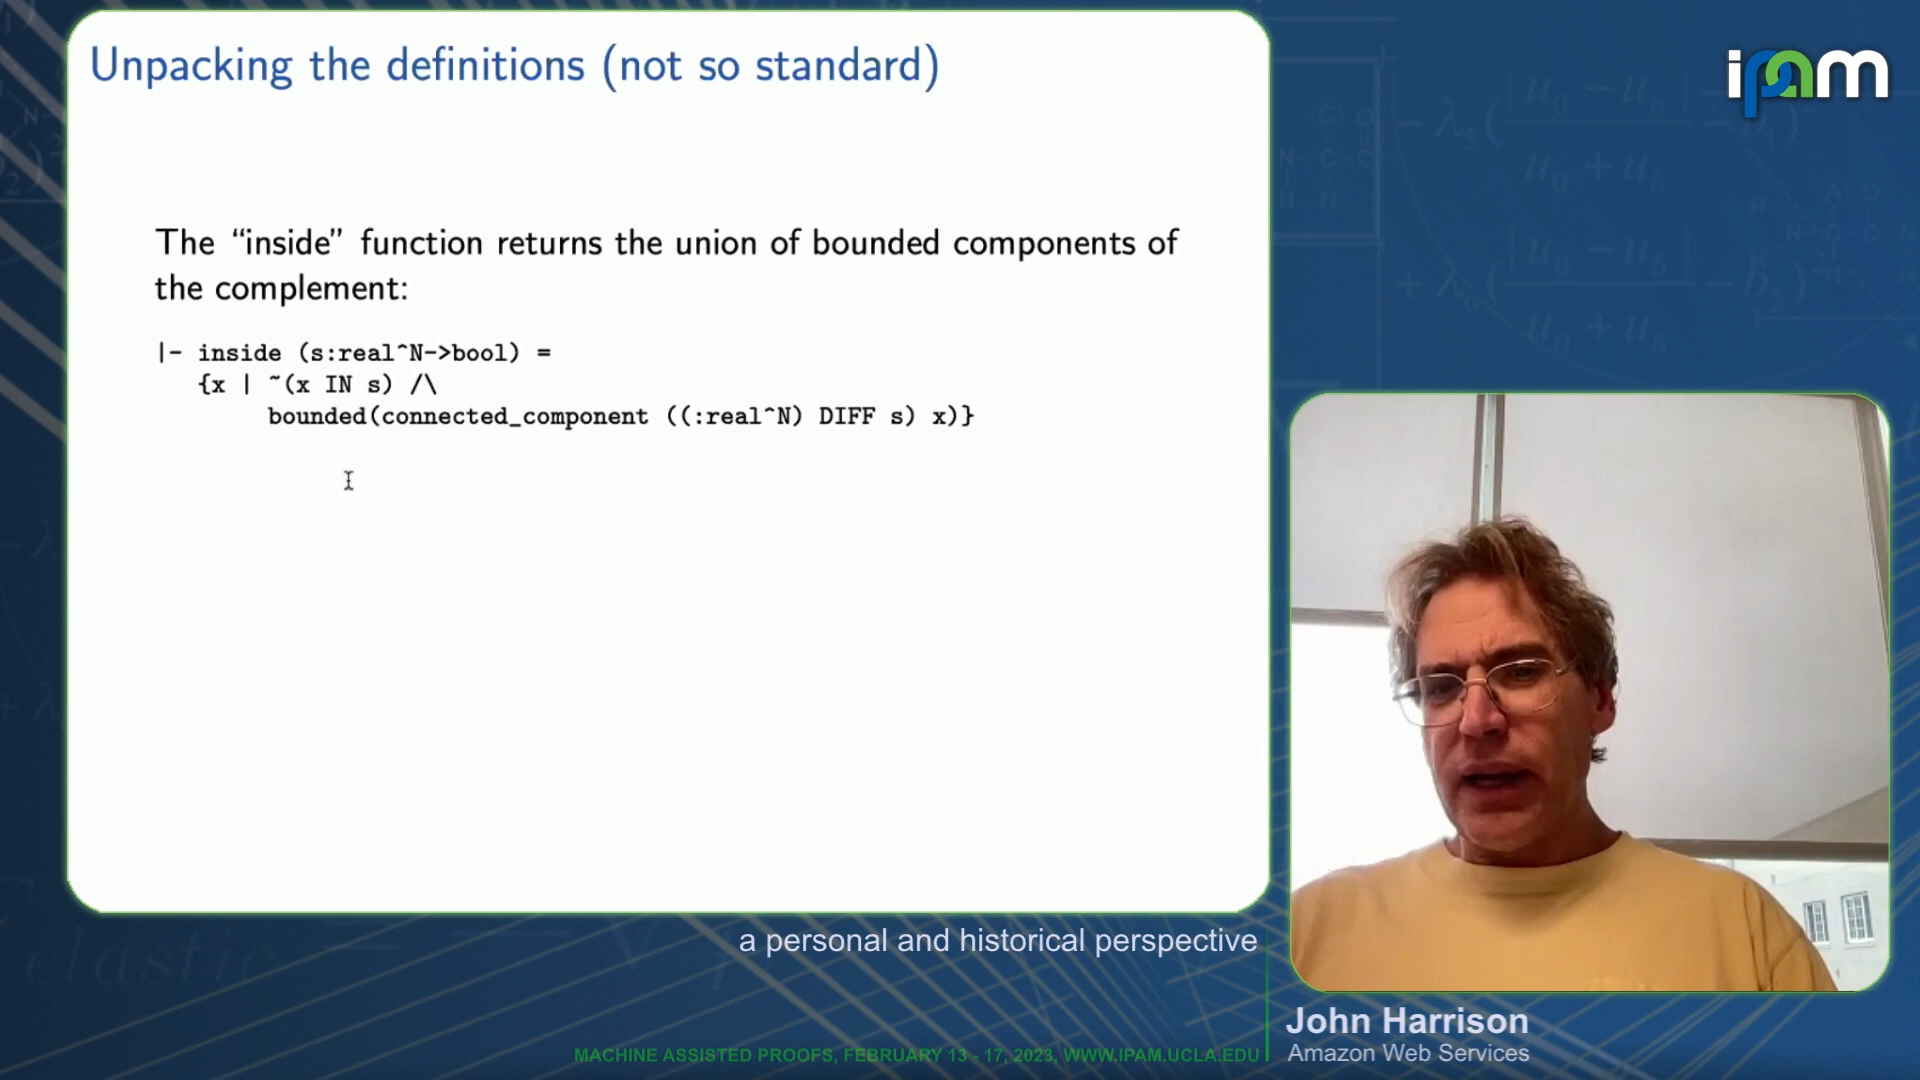 Unpacking the definitions (not so standard)
ipam
The “inside” function returns the union of bounded components of
the complement:
|- inside (s:real^N->bool) =
{x | ~(x IN s) /\
bounded(connected_component ((:real^N) DIFF s) x)}
a personal and historical perspective
John Harrison
Amazon Web Services
MACHINE ASSISTED PROOFS, FEBRUARY 13 - 17, 2023, WWW.IPAM.UCLA.EDU
elastic